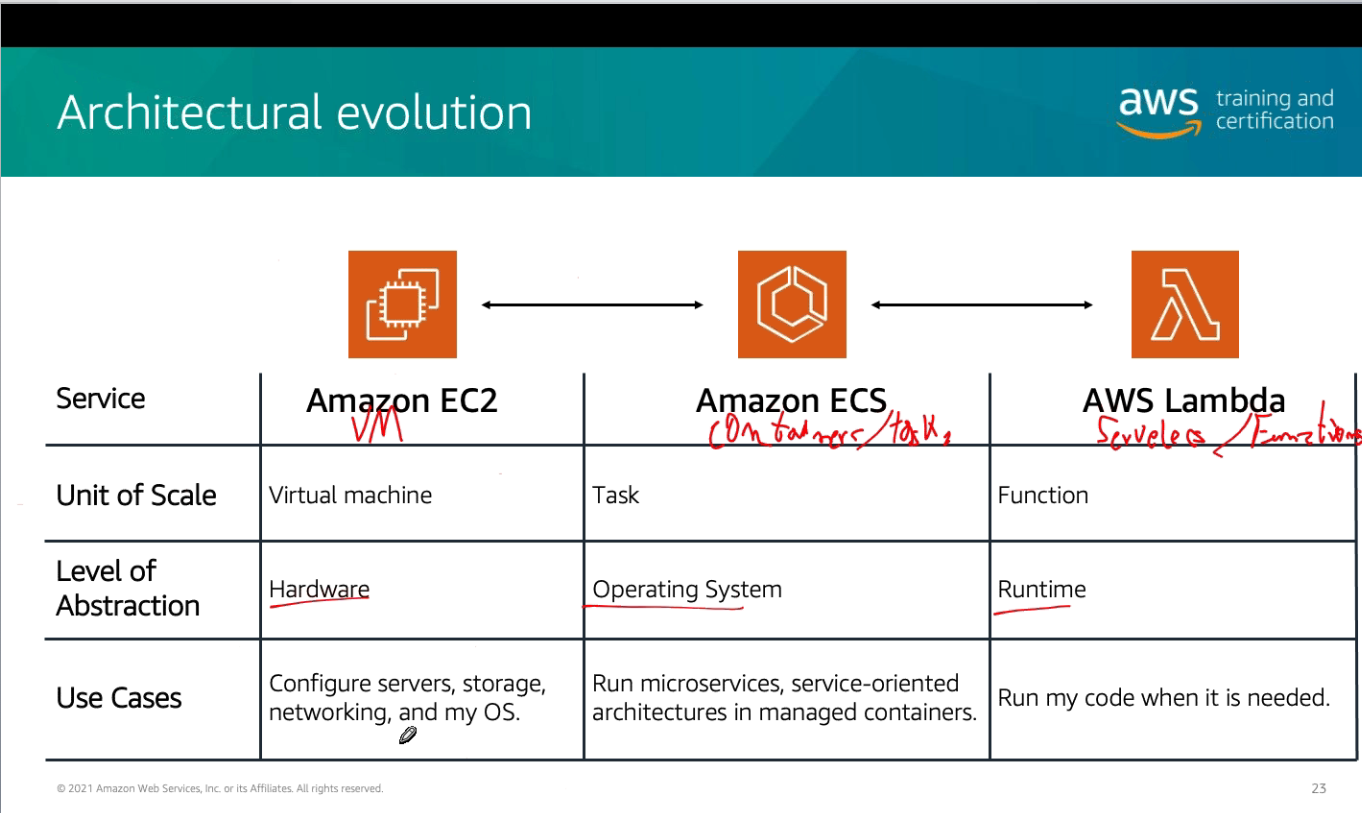 Architectural evolution
aws training and
certification
Service
Amazon EC2
Amazon ECS
AWS Lambda
VM
Containers/tasks
Serveless/Functions
Unit of Scale
Virtual machine
Task
Function
Level of
Abstraction
Hardware
Operating System
Runtime
Use Cases
Configure servers, storage,
networking, and my OS.
Run microservices, service-oriented
architectures in managed containers.
Run my code when it is needed.
© 2021 Amazon Web Services, Inc. or its Affiliates. All rights reserved.
23